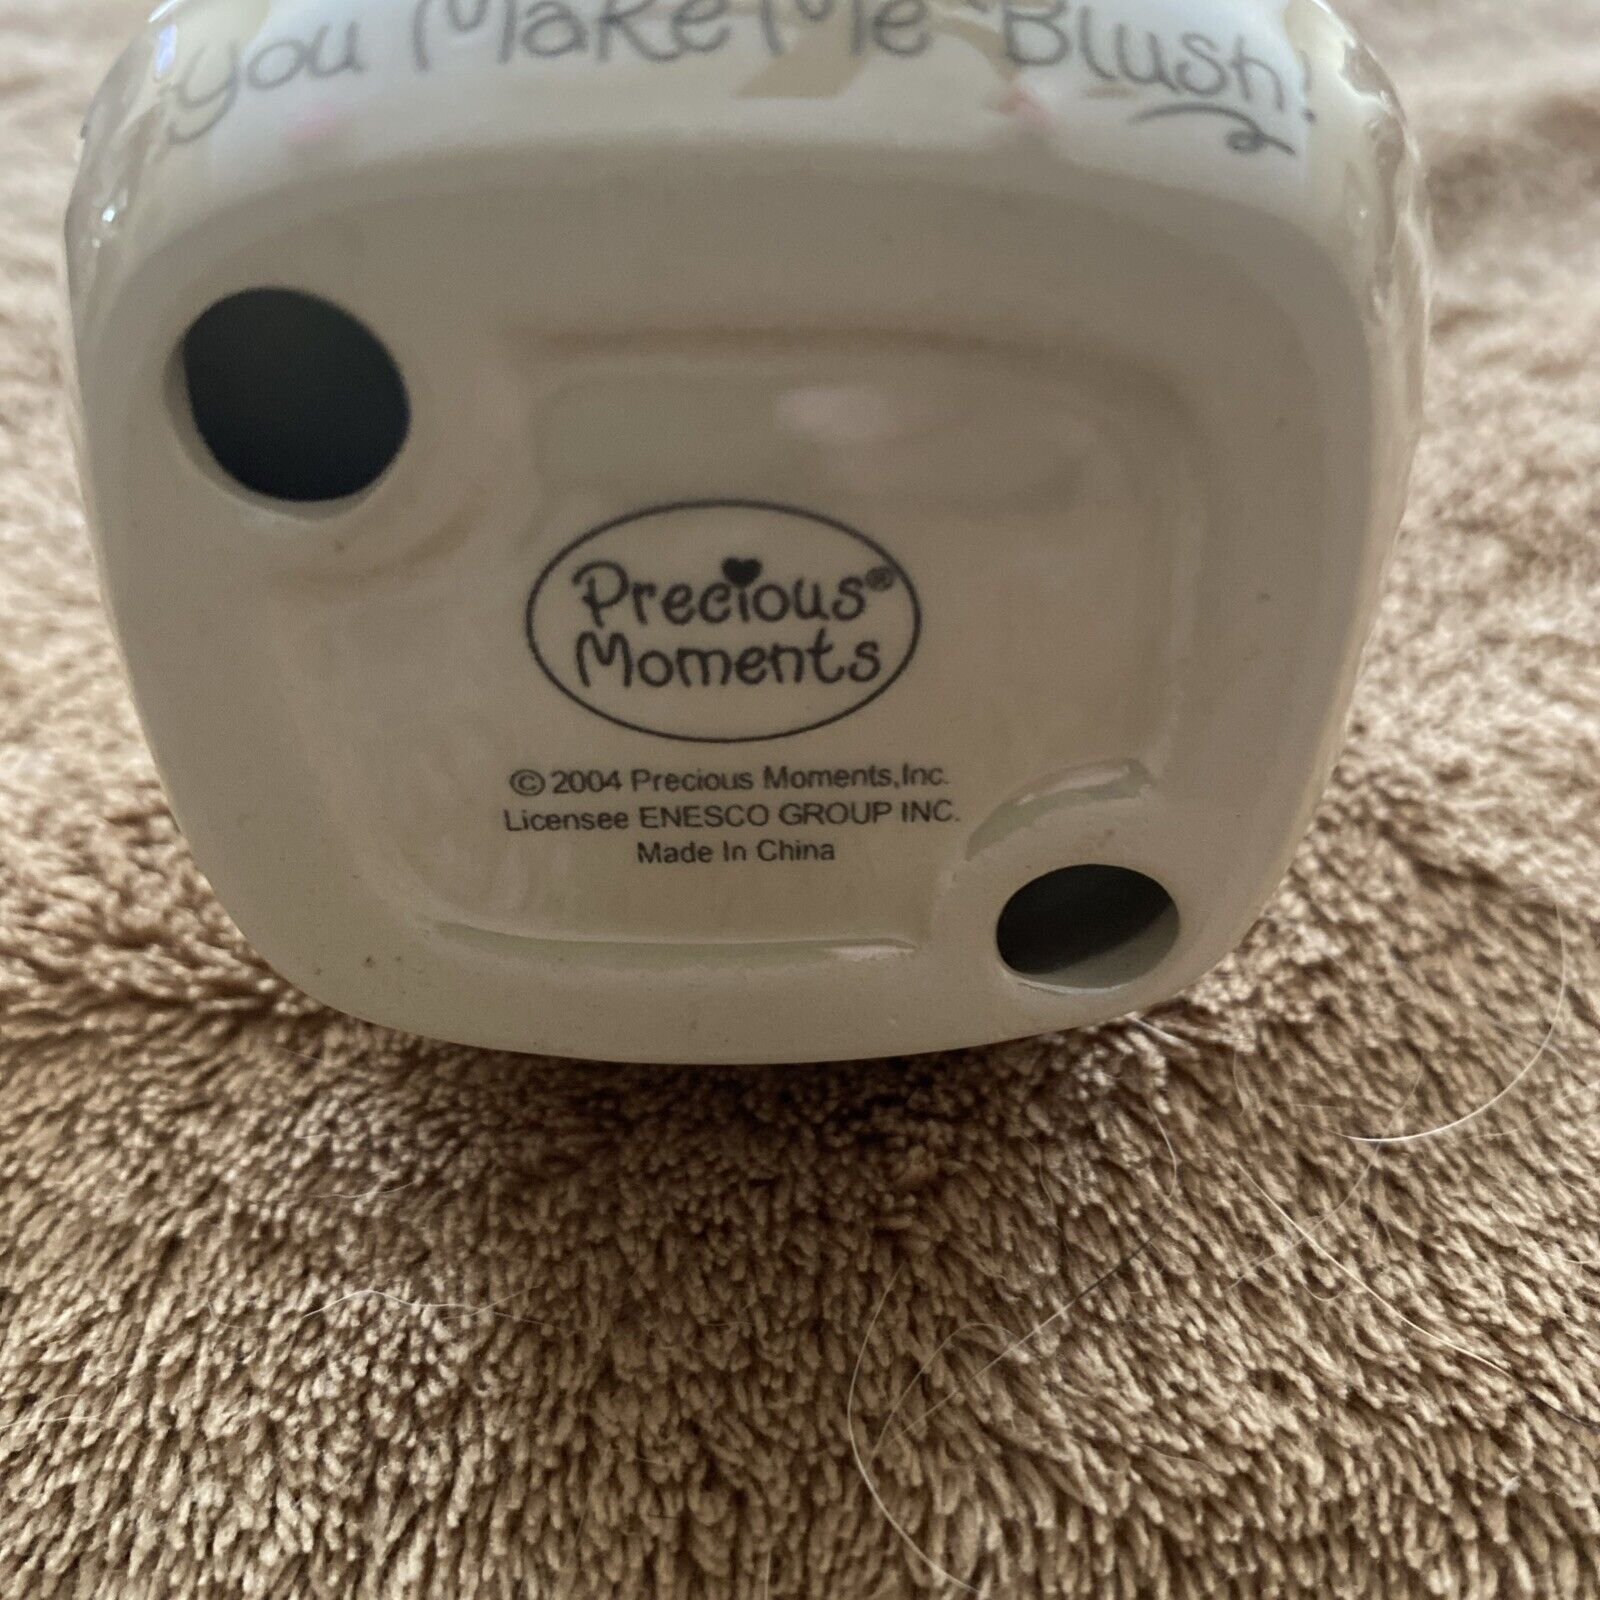 you Make Me Blush!
Precious®
Moments
© 2004 Precious Moments,Inc.
Licensee ENESCO GROUP INC.
Made In China